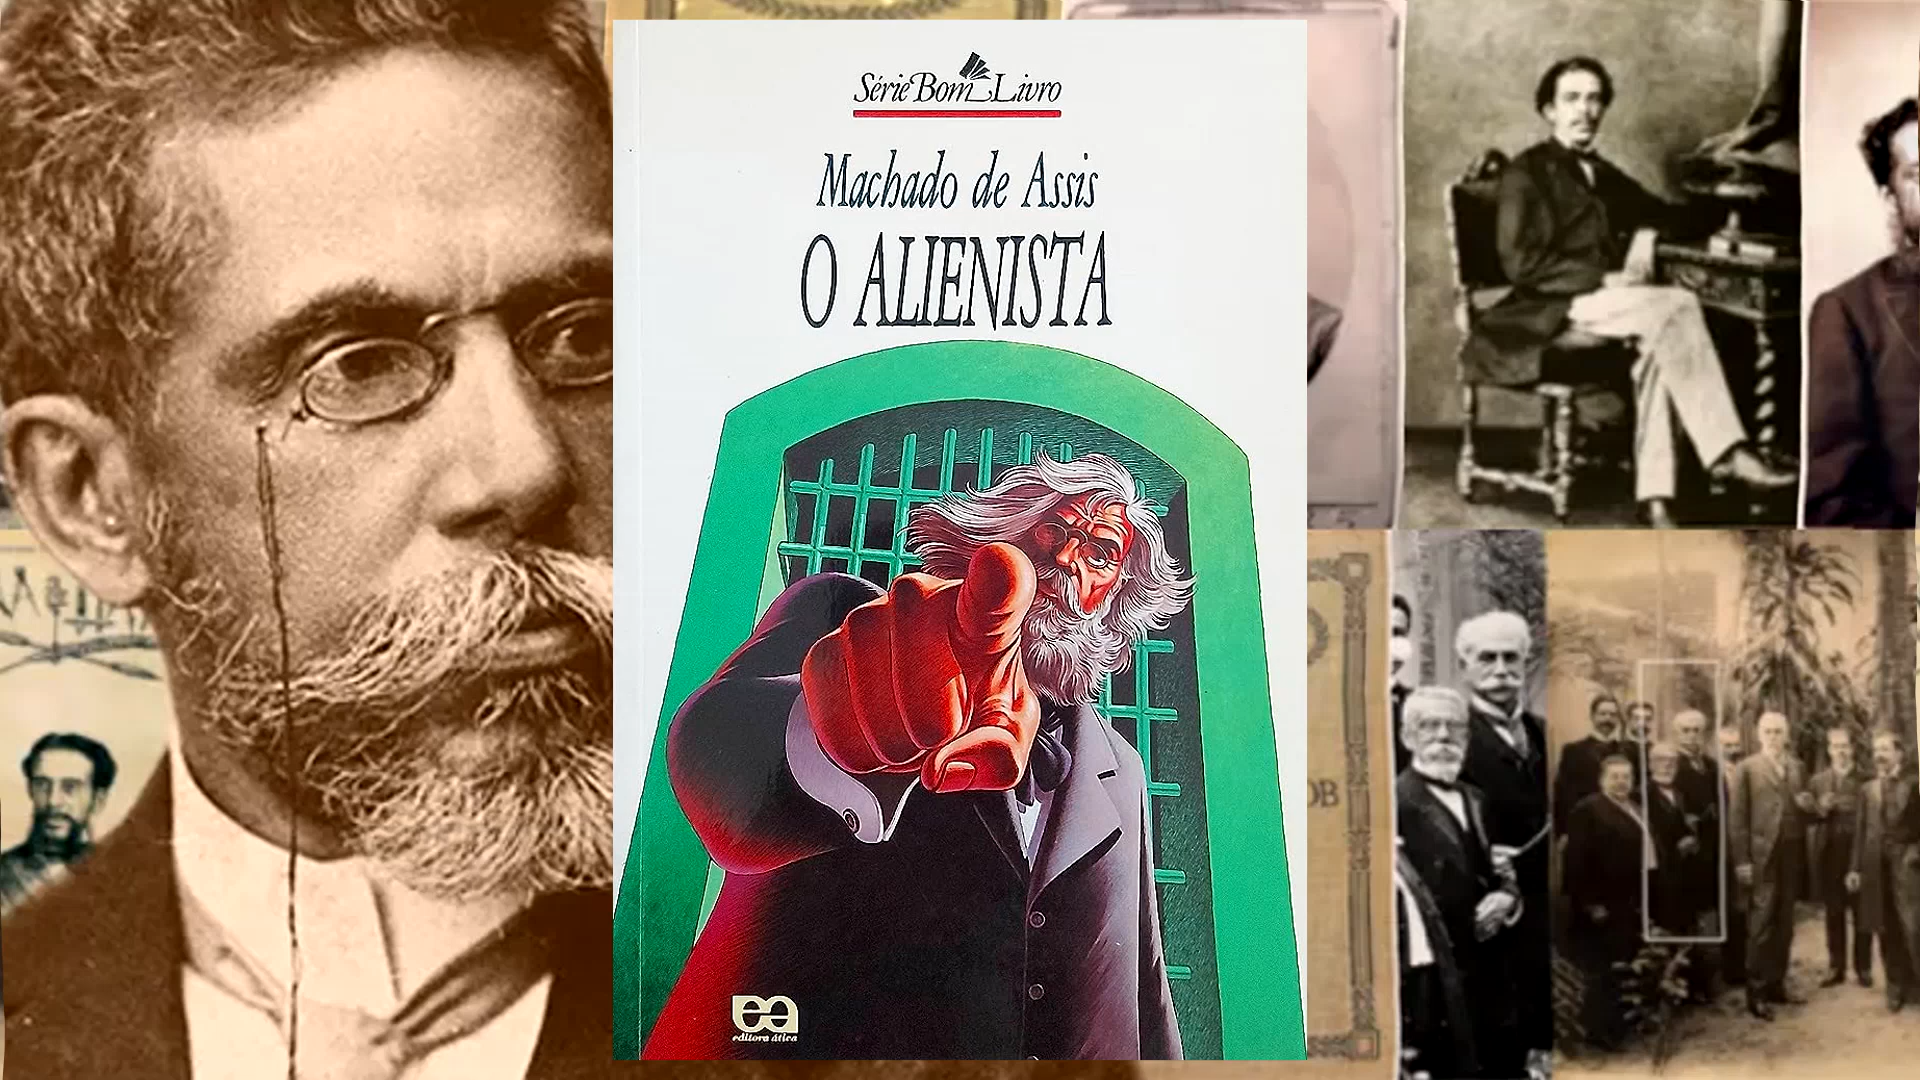 Série Bom Livro
Machado de Assis
O ALIENISTA
editora ática